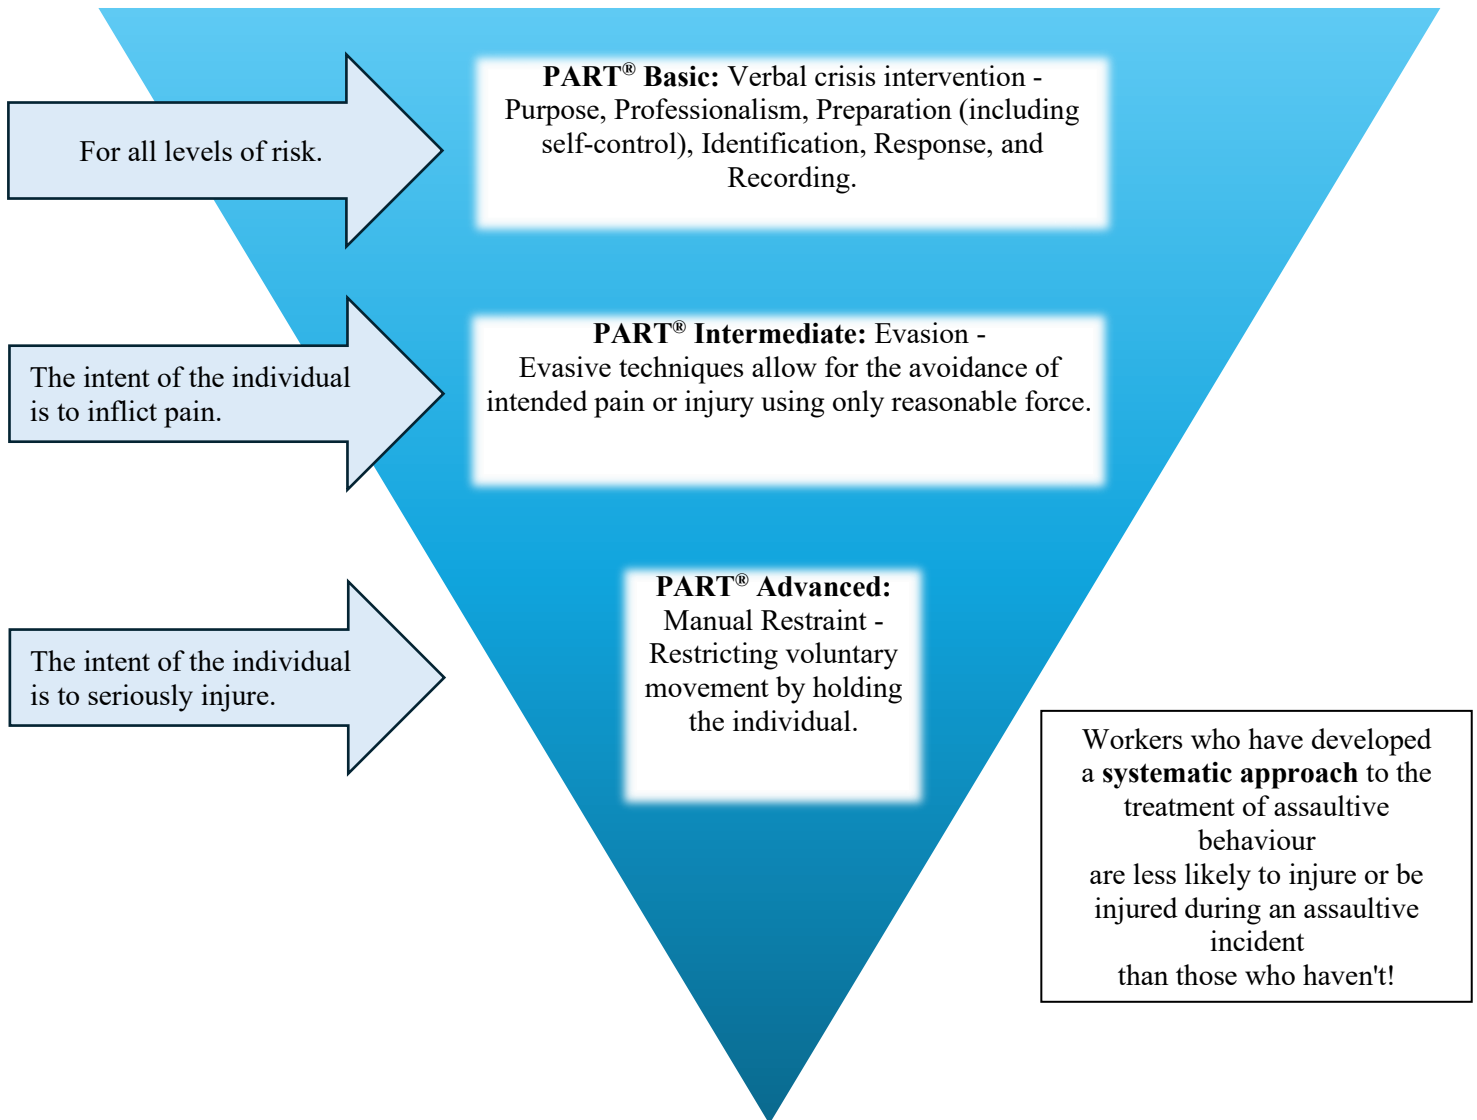 For all levels of risk.
PART® Basic: Verbal crisis intervention -
Purpose, Professionalism, Preparation (including
self-control), Identification, Response, and
Recording.
The intent of the individual
is to inflict pain.
PART® Intermediate: Evasion -
Evasive techniques allow for the avoidance of
intended pain or injury using only reasonable force.
The intent of the individual
is to seriously injure.
PART® Advanced:
Manual Restraint -
Restricting voluntary
movement by holding
the individual.
Workers who have developed
a systematic approach to the
treatment of assaultive
behaviour
are less likely to injure or be
injured during an assaultive
incident
than those who haven't!